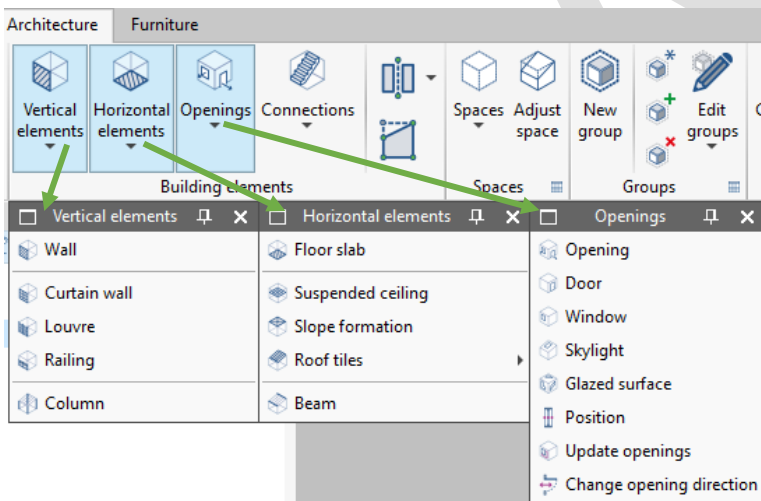 Architecture Furniture
Vertical elements
Horizontal elements
Openings
Connections
Spaces
Adjust space
New group
Edit groups
Building elements
Spaces
Groups
Vertical elements
Wall
Curtain wall
Louvre
Railing
Column
Horizontal elements
Floor slab
Suspended ceiling
Slope formation
Roof tiles
Beam
Openings
Opening
Door
Window
Skylight
Glazed surface
Position
Update openings
Change opening direction